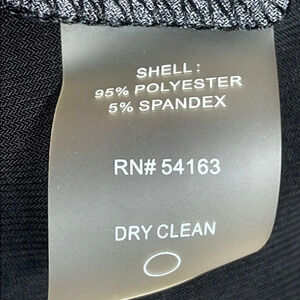 SHELL:
95% POLYESTER
5% SPANDEX
RN# 54163
DRY CLEAN